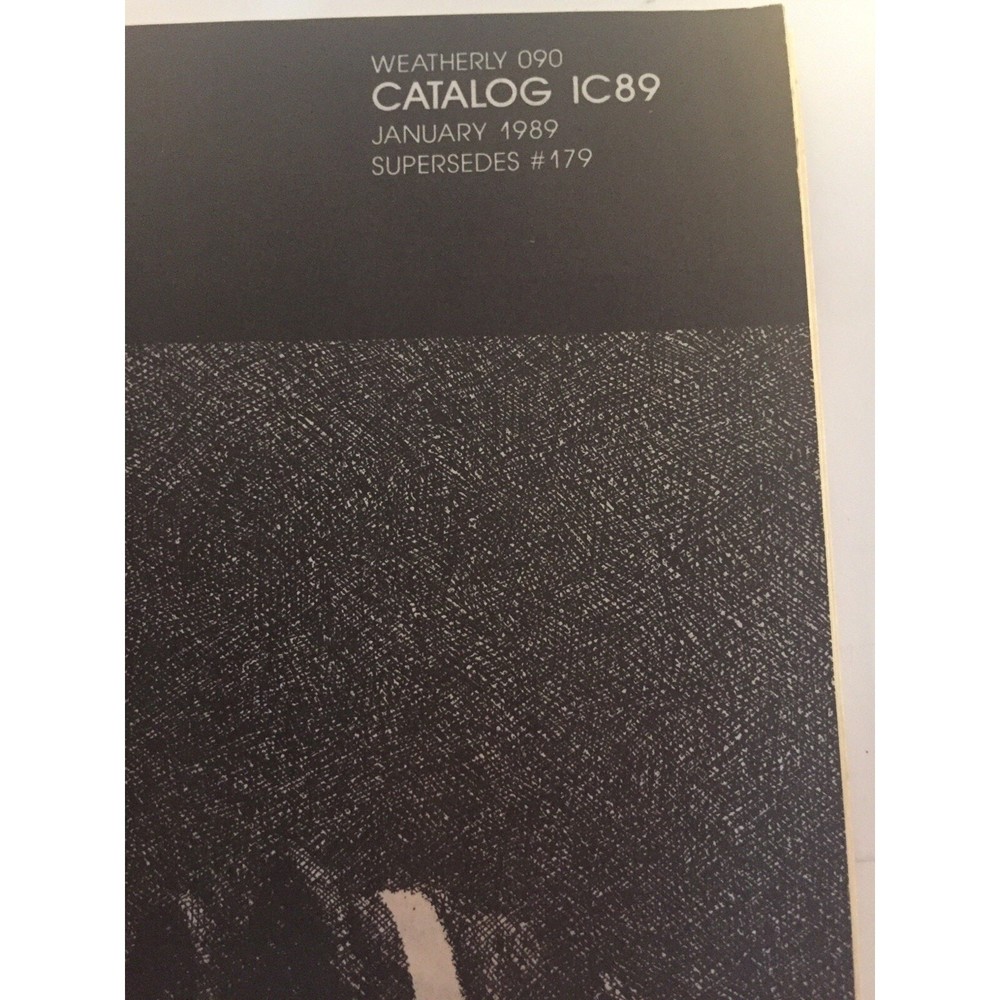 WEATHERLY 090
CATALOG IC89
JANUARY 1989
SUPERSEDES #179